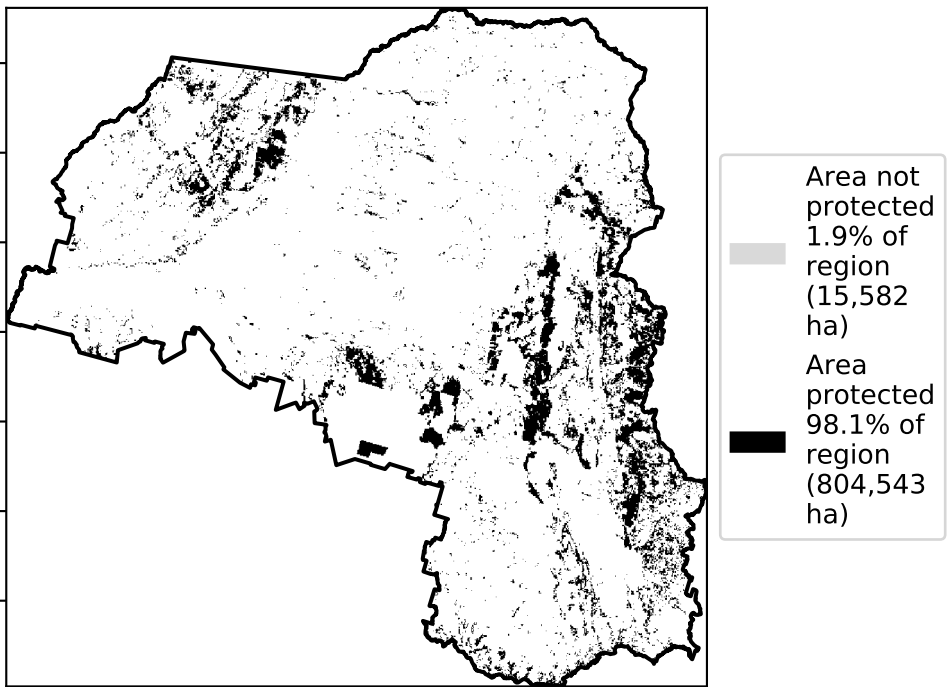 Area not
protected
1.9% of
region
(15,582
ha)
Area
protected
98.1% of
region
(804,543
ha)